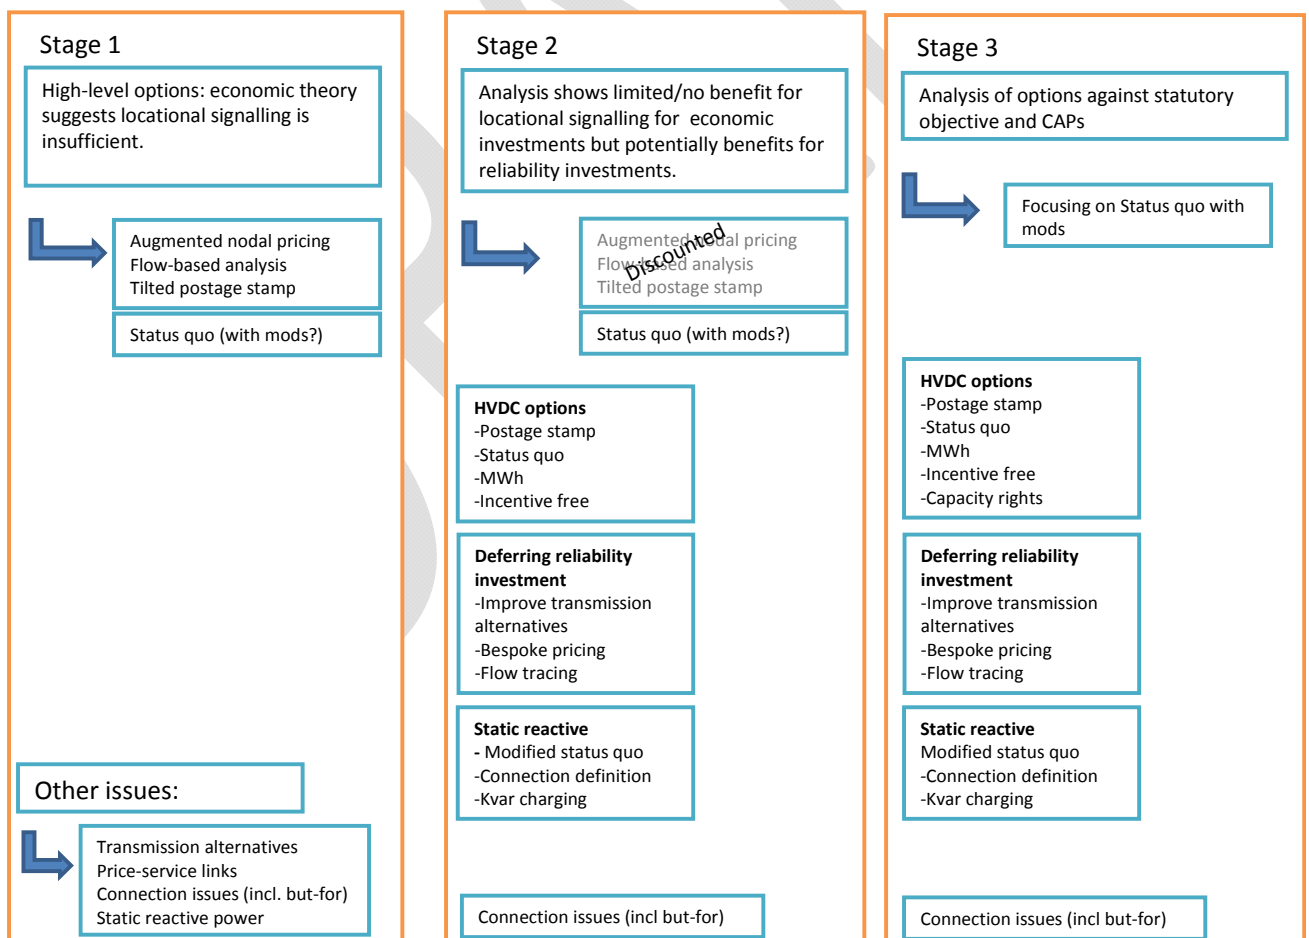 Stage 1
High-level options: economic theory
suggests locational signalling is
insufficient.
Augmented nodal pricing
Flow-based analysis
Tilted postage stamp
Status quo (with mods?)
Other issues:
Transmission alternatives
Price-service links
Connection issues (incl. but-for)
Static reactive power
Stage 2
Analysis shows limited/no benefit for
locational signalling for economic
investments but potentially benefits for
reliability investments.
Augmented nodal pricing
Flow-based analysis
Tilted postage stamp
Discounted
Status quo (with mods?)
HVDC options
-Postage stamp
-Status quo
-MWh
-Incentive free
Deferring reliability
investment
-Improve transmission
alternatives
-Bespoke pricing
-Flow tracing
Static reactive
- Modified status quo
-Connection definition
-Kvar charging
Connection issues (incl but-for)
Stage 3
Analysis of options against statutory
objective and CAPs
Focusing on Status quo with
mods
HVDC options
-Postage stamp
-Status quo
-MWh
-Incentive free
-Capacity rights
Deferring reliability
investment
-Improve transmission
alternatives
-Bespoke pricing
-Flow tracing
Static reactive
Modified status quo
-Connection definition
-Kvar charging
Connection issues (incl but-for)